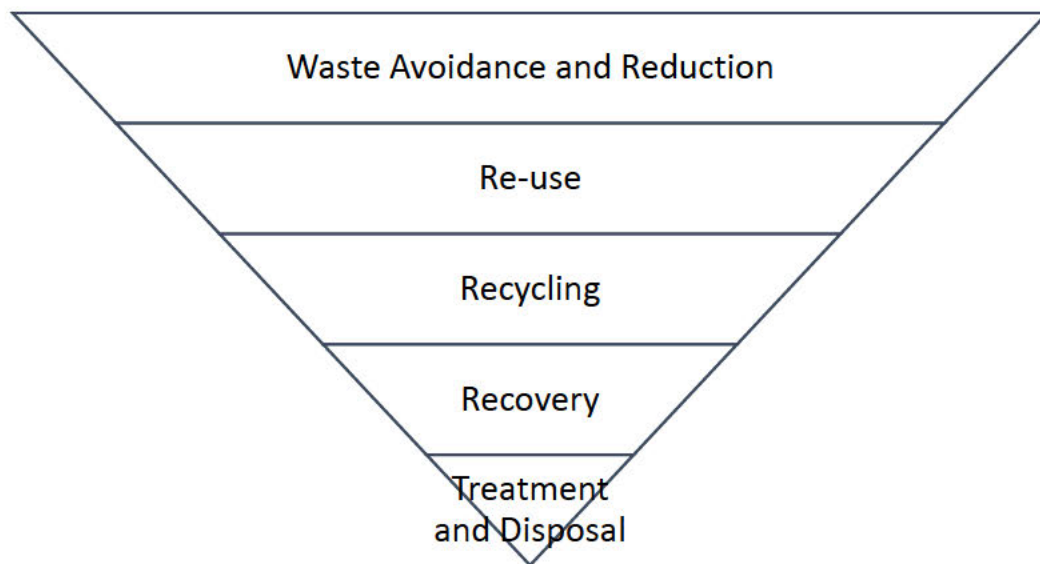 Waste Avoidance and Reduction
Re-use
Recycling
Recovery
Treatment
and Disposal